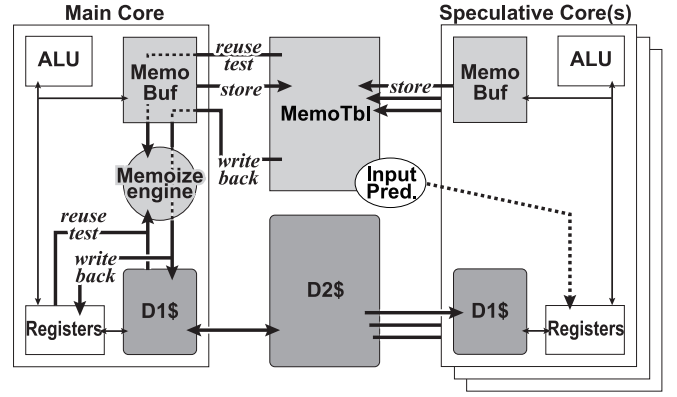 Main Core
Speculative Core(s)
ALU
Memo
Buf
reuse
test
store
MemoTbl
store
Memo
Buf
ALU
write
back
Input
Pred.
Memoize
engine
reuse
test
write
back
D1$
Registers
D2$
D1$
Registers